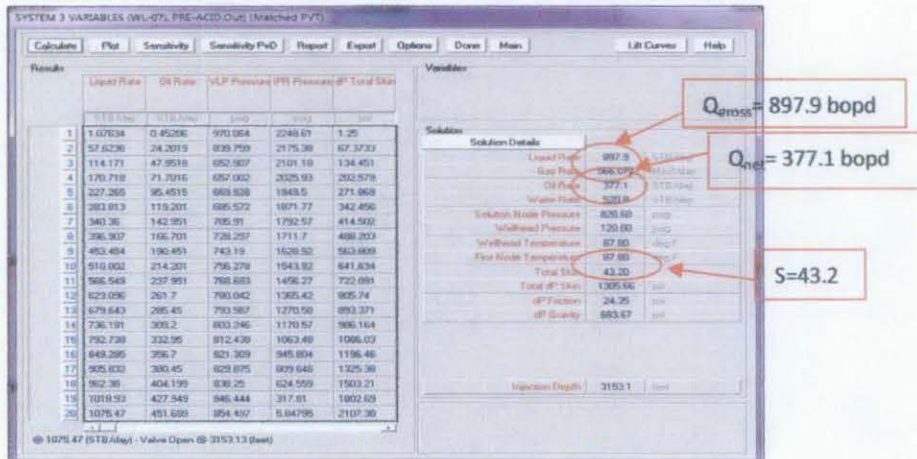 SYSTEM 3 VARIABLES (WL-07L PRE-ACID.Out) (Matched PVT)
Calculate Plot Sensitivity Sensitivity PvD Report Export Options Done Main Lift Curves Help
Results Variables
Liquid Rate Oil Rate VLP Pressure IPR Pressure dP Total Skin
STB/day STB/day psig psig psi
1 1.07634 0.45206 970.064 2248.61 1.25
2 57.6236 24.2019 839.759 2175.38 67.3733
3 114.171 47.9518 652.907 2101.18 134.451
4 170.718 71.7016 657.002 2025.93 202.579
5 227.265 95.4515 669.928 1949.5 271.869
6 283.813 119.201 685.572 1871.77 342.456
7 340.36 142.951 705.91 1792.57 414.502
8 396.907 166.701 728.297 1711.7 488.203
9 453.454 190.451 743.19 1628.92 563.809
10 510.002 214.201 756.278 1543.92 641.634
11 566.549 237.951 768.683 1456.27 722.091
12 623.096 261.7 780.042 1365.42 805.74
13 679.643 285.45 793.567 1270.58 893.371
14 736.191 309.2 803.246 1170.57 986.164
15 792.738 332.95 812.438 1063.48 1086.03
16 849.285 356.7 821.309 945.804 1196.46
17 905.832 380.45 829.875 809.646 1325.38
18 962.38 404.199 838.25 624.559 1503.21
19 1018.93 427.949 846.444 317.81 1802.69
20 1075.47 451.699 854.457 5.84795 2107.30
@ 1075.47 (STB/day) - Valve Open @ 3153.13 (feet)
Solution
Solution Details
Liquid Rate 897.9 STB/day
Gas Rate
Oil Rate 377.1 STB/day
Water Rate 520.8 STB/day
Solution Node Pressure 828.68 psig
Wellhead Pressure 120.00 psig
Wellhead Temperature 87.80 deg F
First Node Temperature 87.80 deg F
Total Skin 43.20
Total dP Skin 1305.66 psi
dP Friction 24.25 psi
dP Gravity 683.67 psi
Injection Depth 3153.1 feet
Qgross= 897.9 bopd
Qnet= 377.1 bopd
S=43.2